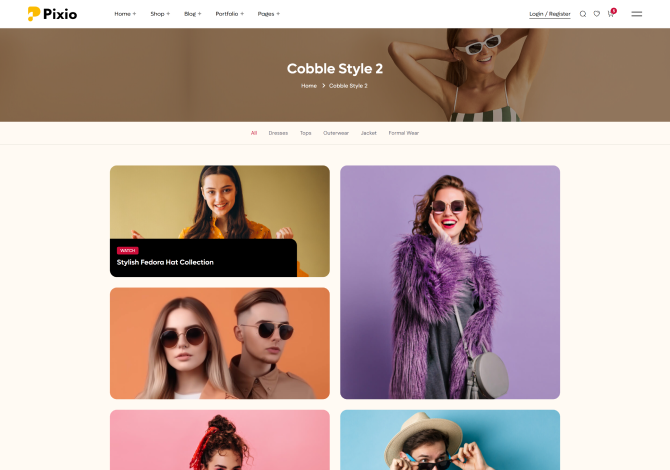 Pixio
Home + Shop + Blog + Portfolio + Pages + Login / Register
Cobble Style 2
Home > Cobble Style 2
All Dresses Tops Outerwear Jacket Formal Wear
WATCH
Stylish Fedora Hat Collection